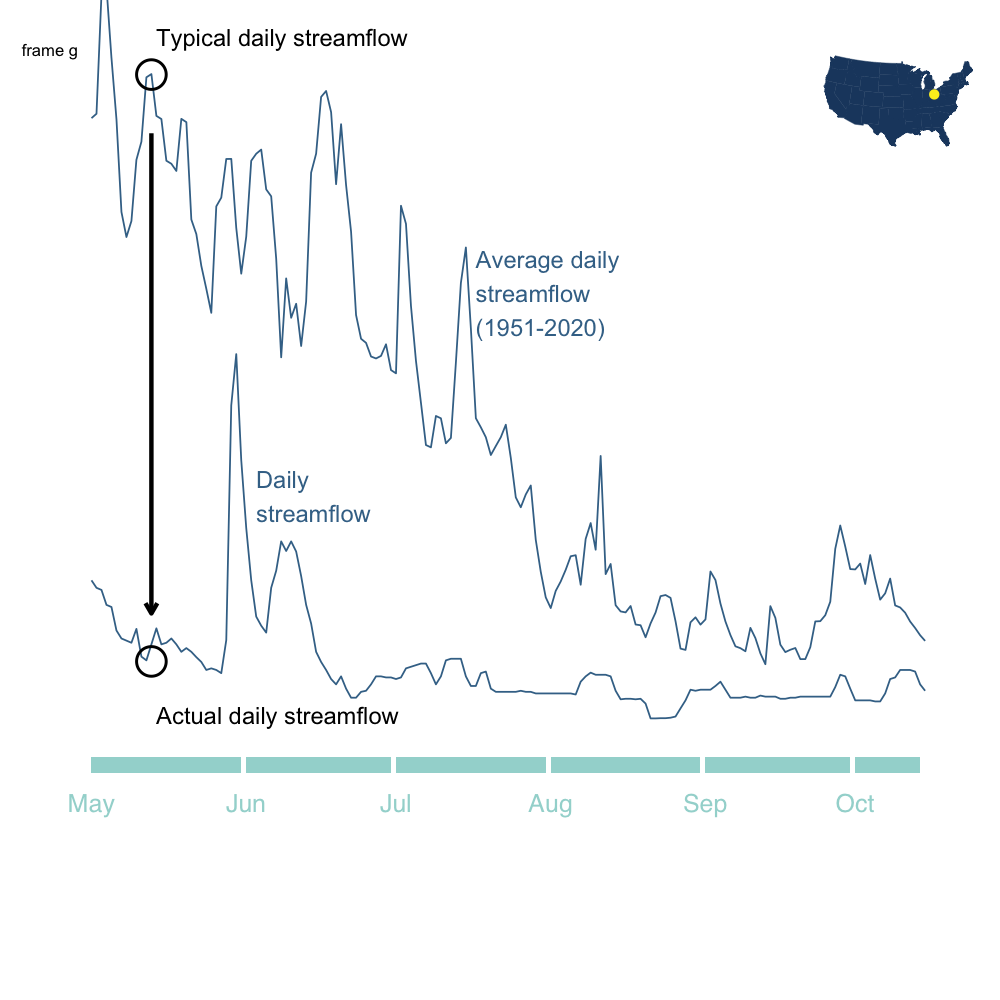 Typical daily streamflow
frame g
Average daily
streamflow
(1951-2020)
Daily
streamflow
Actual daily streamflow
May
Jun
Jul
Aug
Sep
Oct